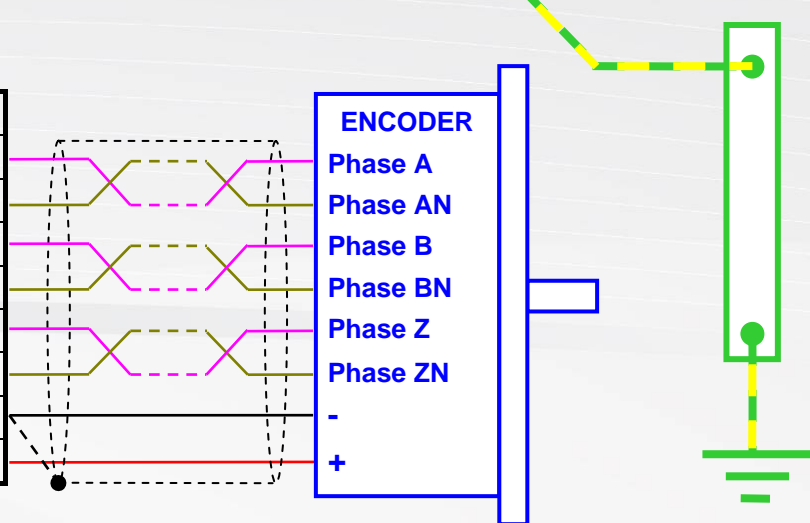 ENCODER
Phase A
Phase AN
Phase B
Phase BN
Phase Z
Phase ZN
-
+